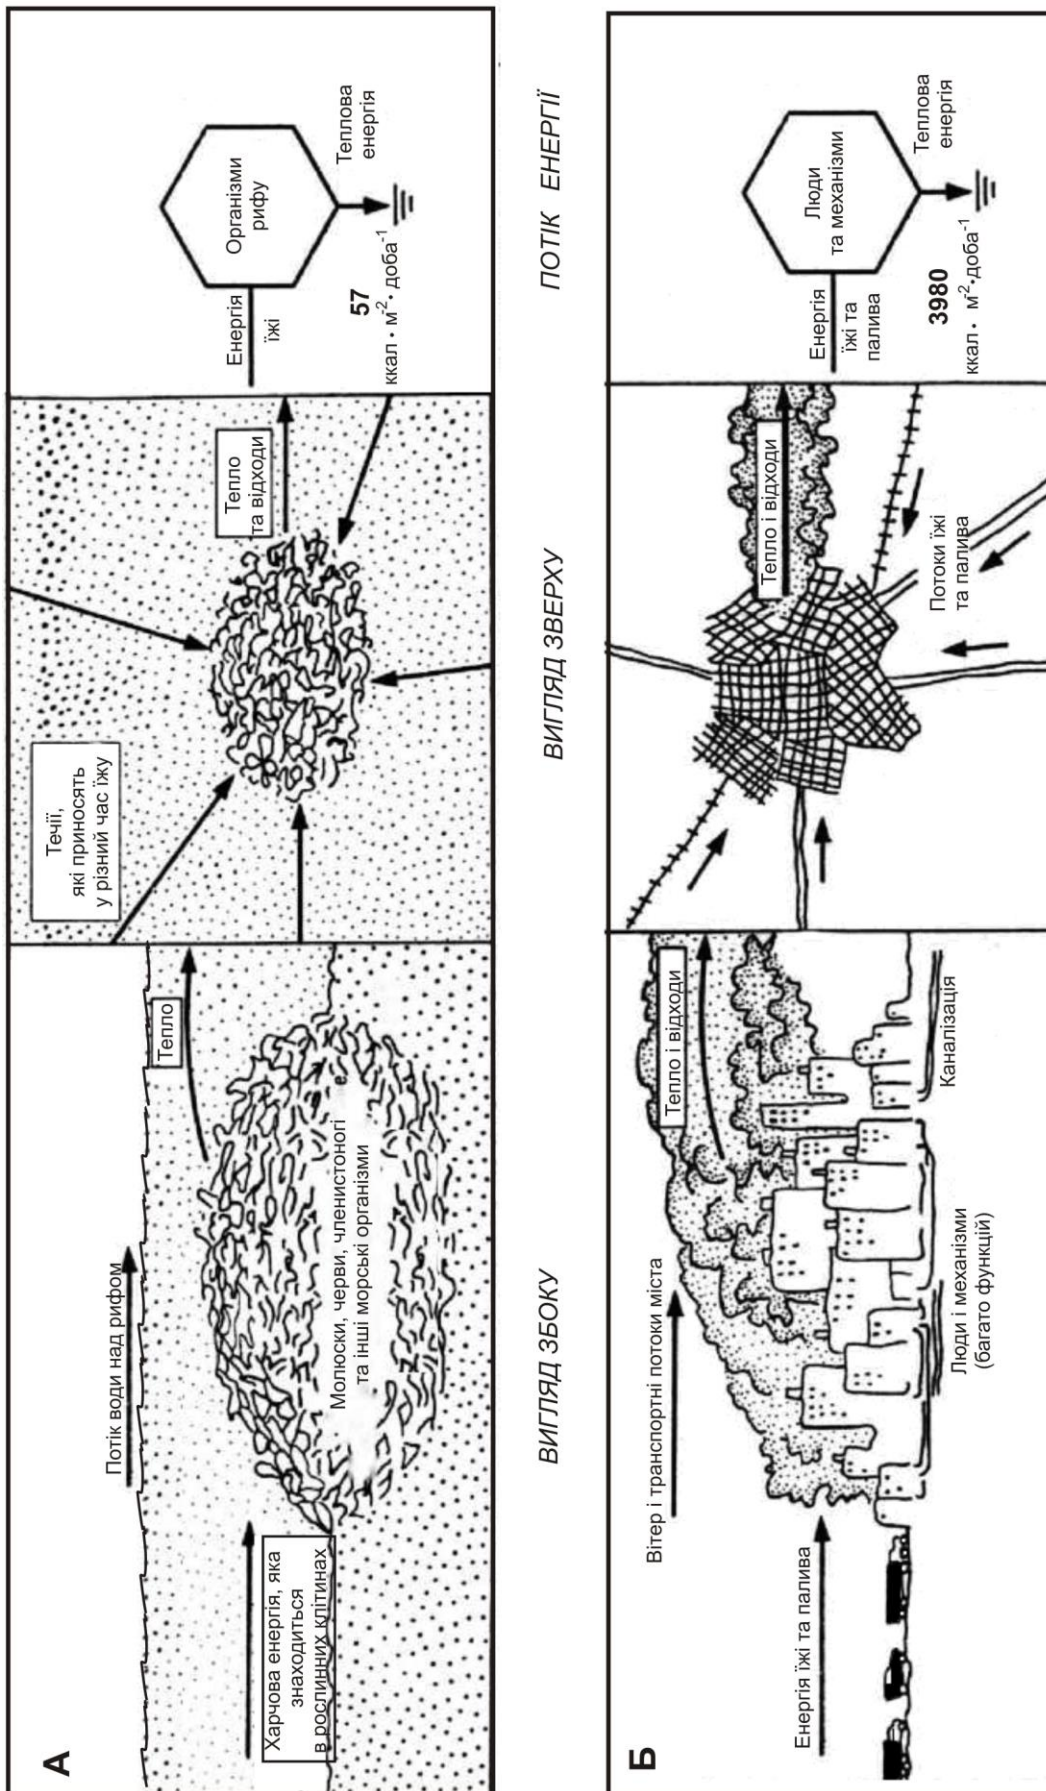 А
Потік води над рифом
Тепло
Харчова енергія, яка
знаходиться
в рослинних клітинах
Молюски, черви, членистоногі
та інші морські організми
Течії,
які приносять
у різний час їжу
Тепло
та відходи
Енергія
їжі
Організми
рифу
Теплова
енергія
57
ккал • м⁻² • доба⁻¹
ВИГЛЯД ЗБОКУ
ВИГЛЯД ЗВЕРХУ
ПОТІК ЕНЕРГІЇ
Б
Вітер і транспортні потоки міста
Тепло і відходи
Енергія їжі та палива
Люди і механізми
(багато функцій)
Каналізація
Тепло і відходи
Потоки їжі
та палива
Енергія
їжі та
палива
Люди
та механізми
Теплова
енергія
3980
ккал • м⁻² • доба⁻¹